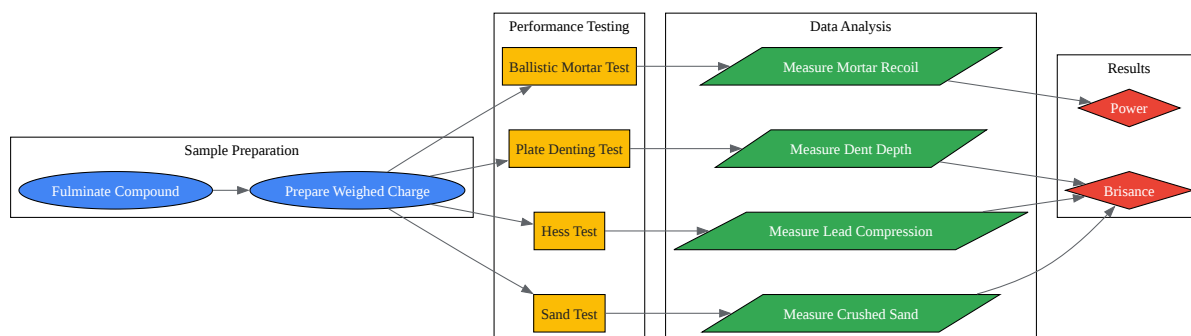 Performance Testing
Data Analysis
Ballistic Mortar Test
Measure Mortar Recoil
Results
Power
Sample Preparation
Plate Denting Test
Measure Dent Depth
Fulminate Compound
Prepare Weighed Charge
Brisance
Hess Test
Measure Lead Compression
Sand Test
Measure Crushed Sand